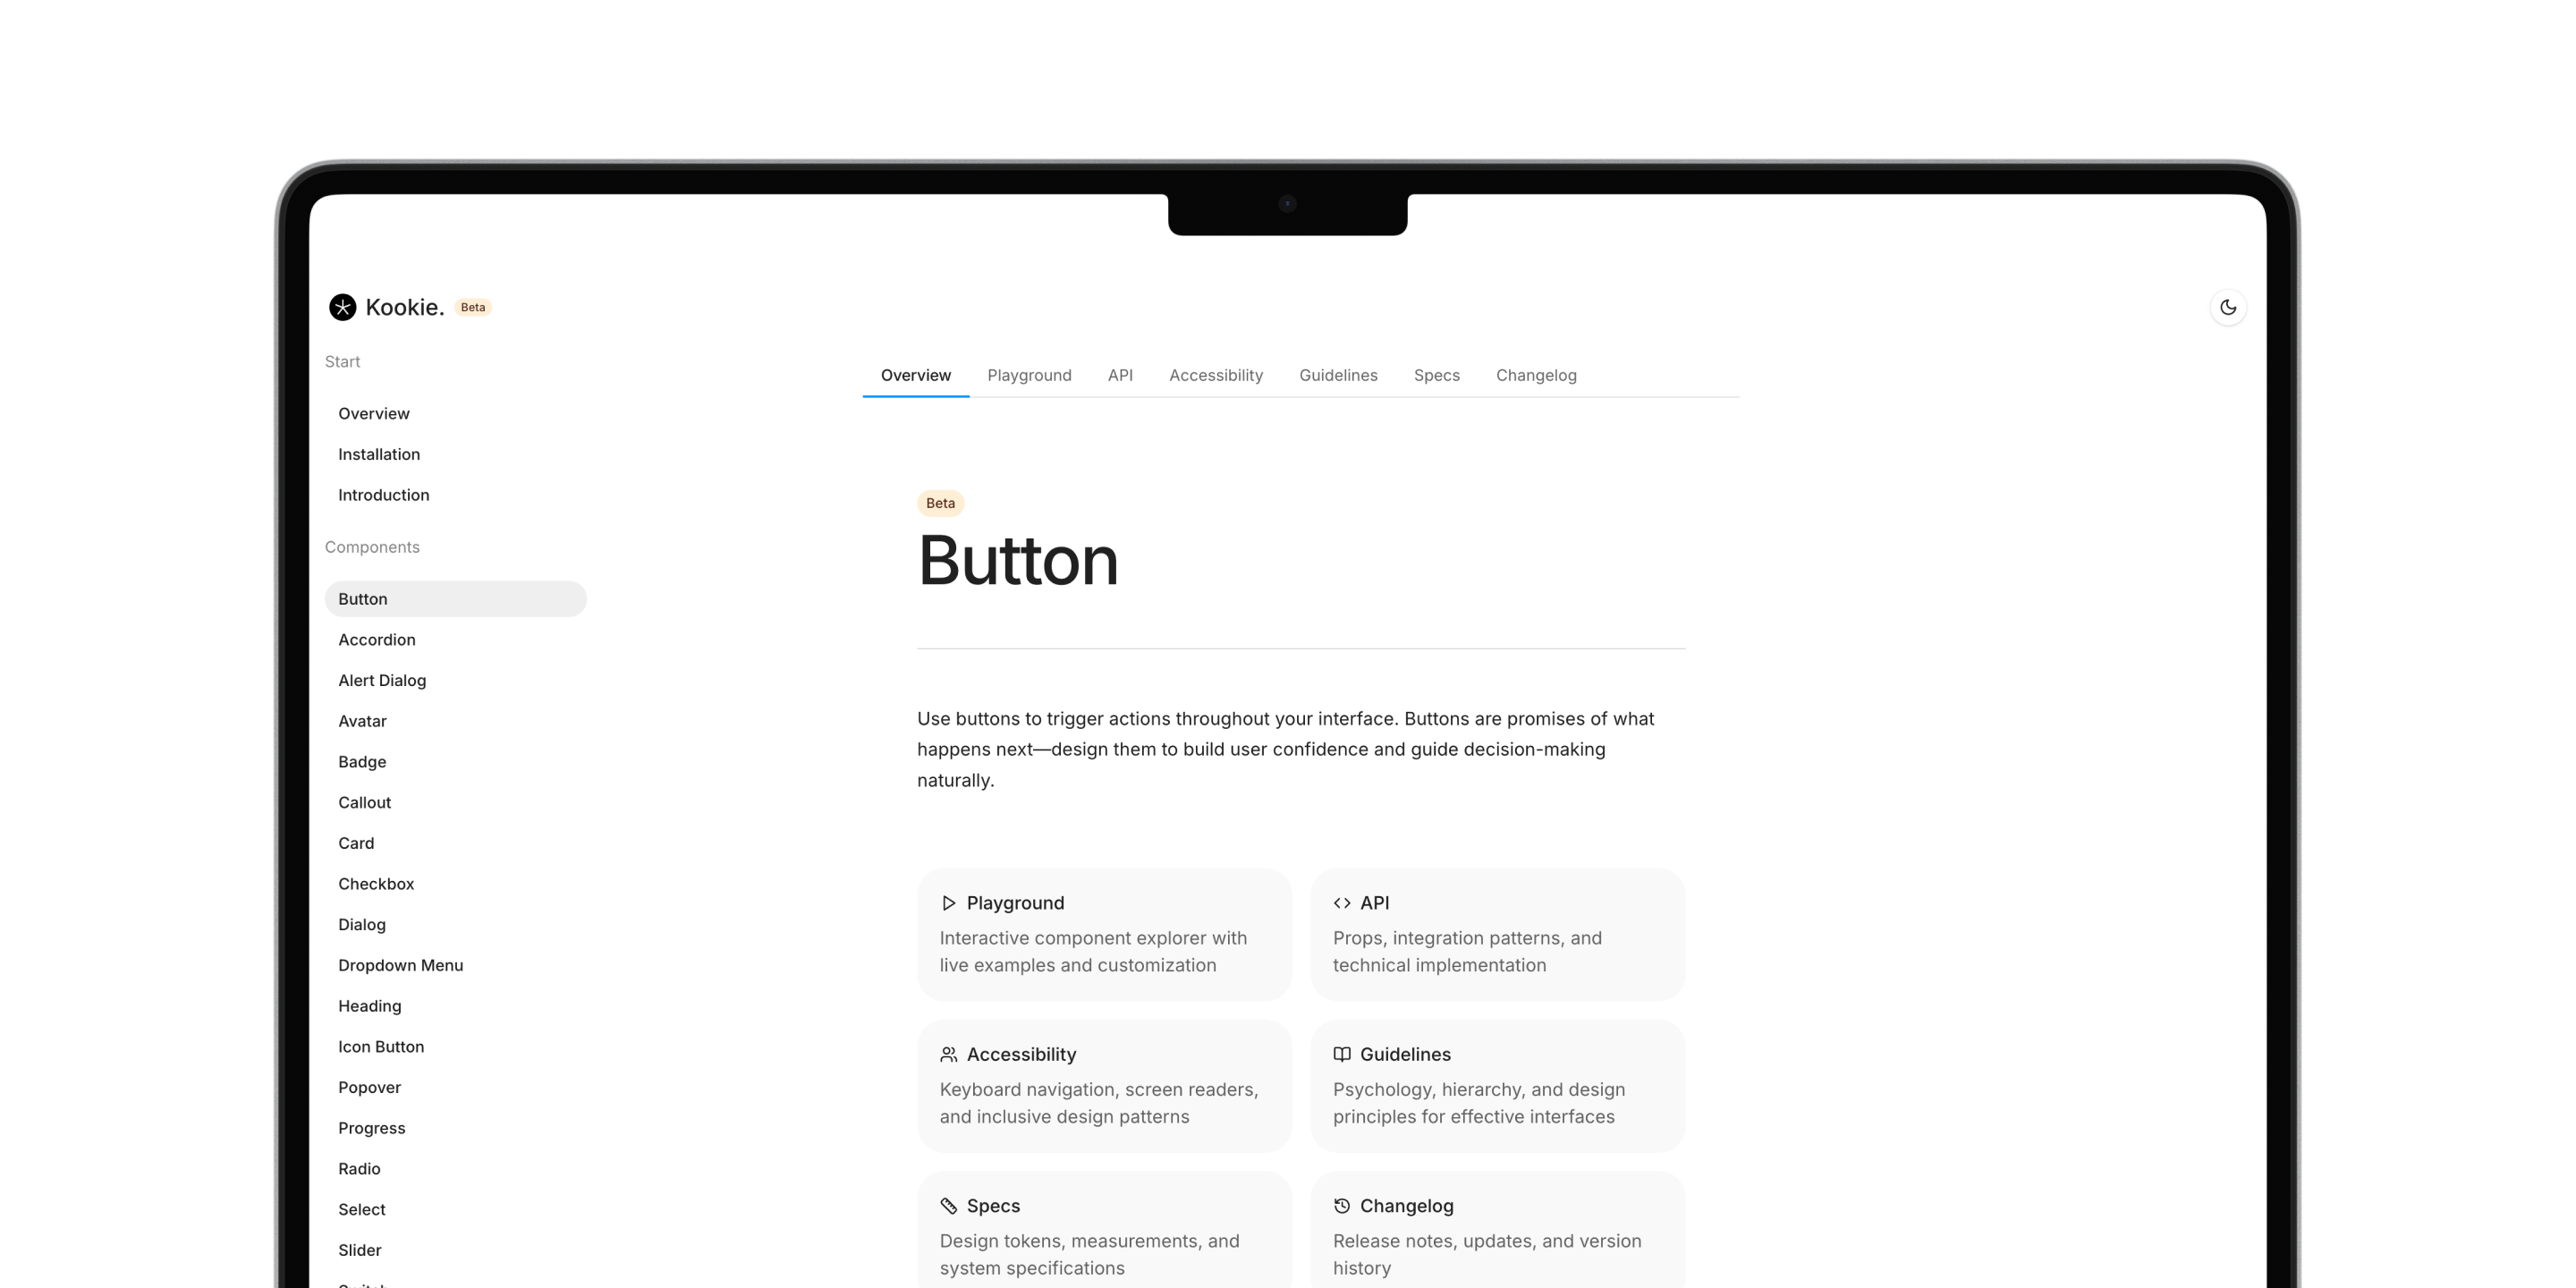 Kookie.
Beta
Start
Overview
Installation
Introduction
Components
Button
Accordion
Alert Dialog
Avatar
Badge
Callout
Card
Checkbox
Dialog
Dropdown Menu
Heading
Icon Button
Popover
Progress
Radio
Select
Slider
Overview
Playground
API
Accessibility
Guidelines
Specs
Changelog
Beta
Button
Use buttons to trigger actions throughout your interface. Buttons are promises of what
happens next—design them to build user confidence and guide decision-making
naturally.
Playground
Interactive component explorer with
live examples and customization
API
Props, integration patterns, and
technical implementation
Accessibility
Keyboard navigation, screen readers,
and inclusive design patterns
Guidelines
Psychology, hierarchy, and design
principles for effective interfaces
Specs
Design tokens, measurements, and
system specifications
Changelog
Release notes, updates, and version
history